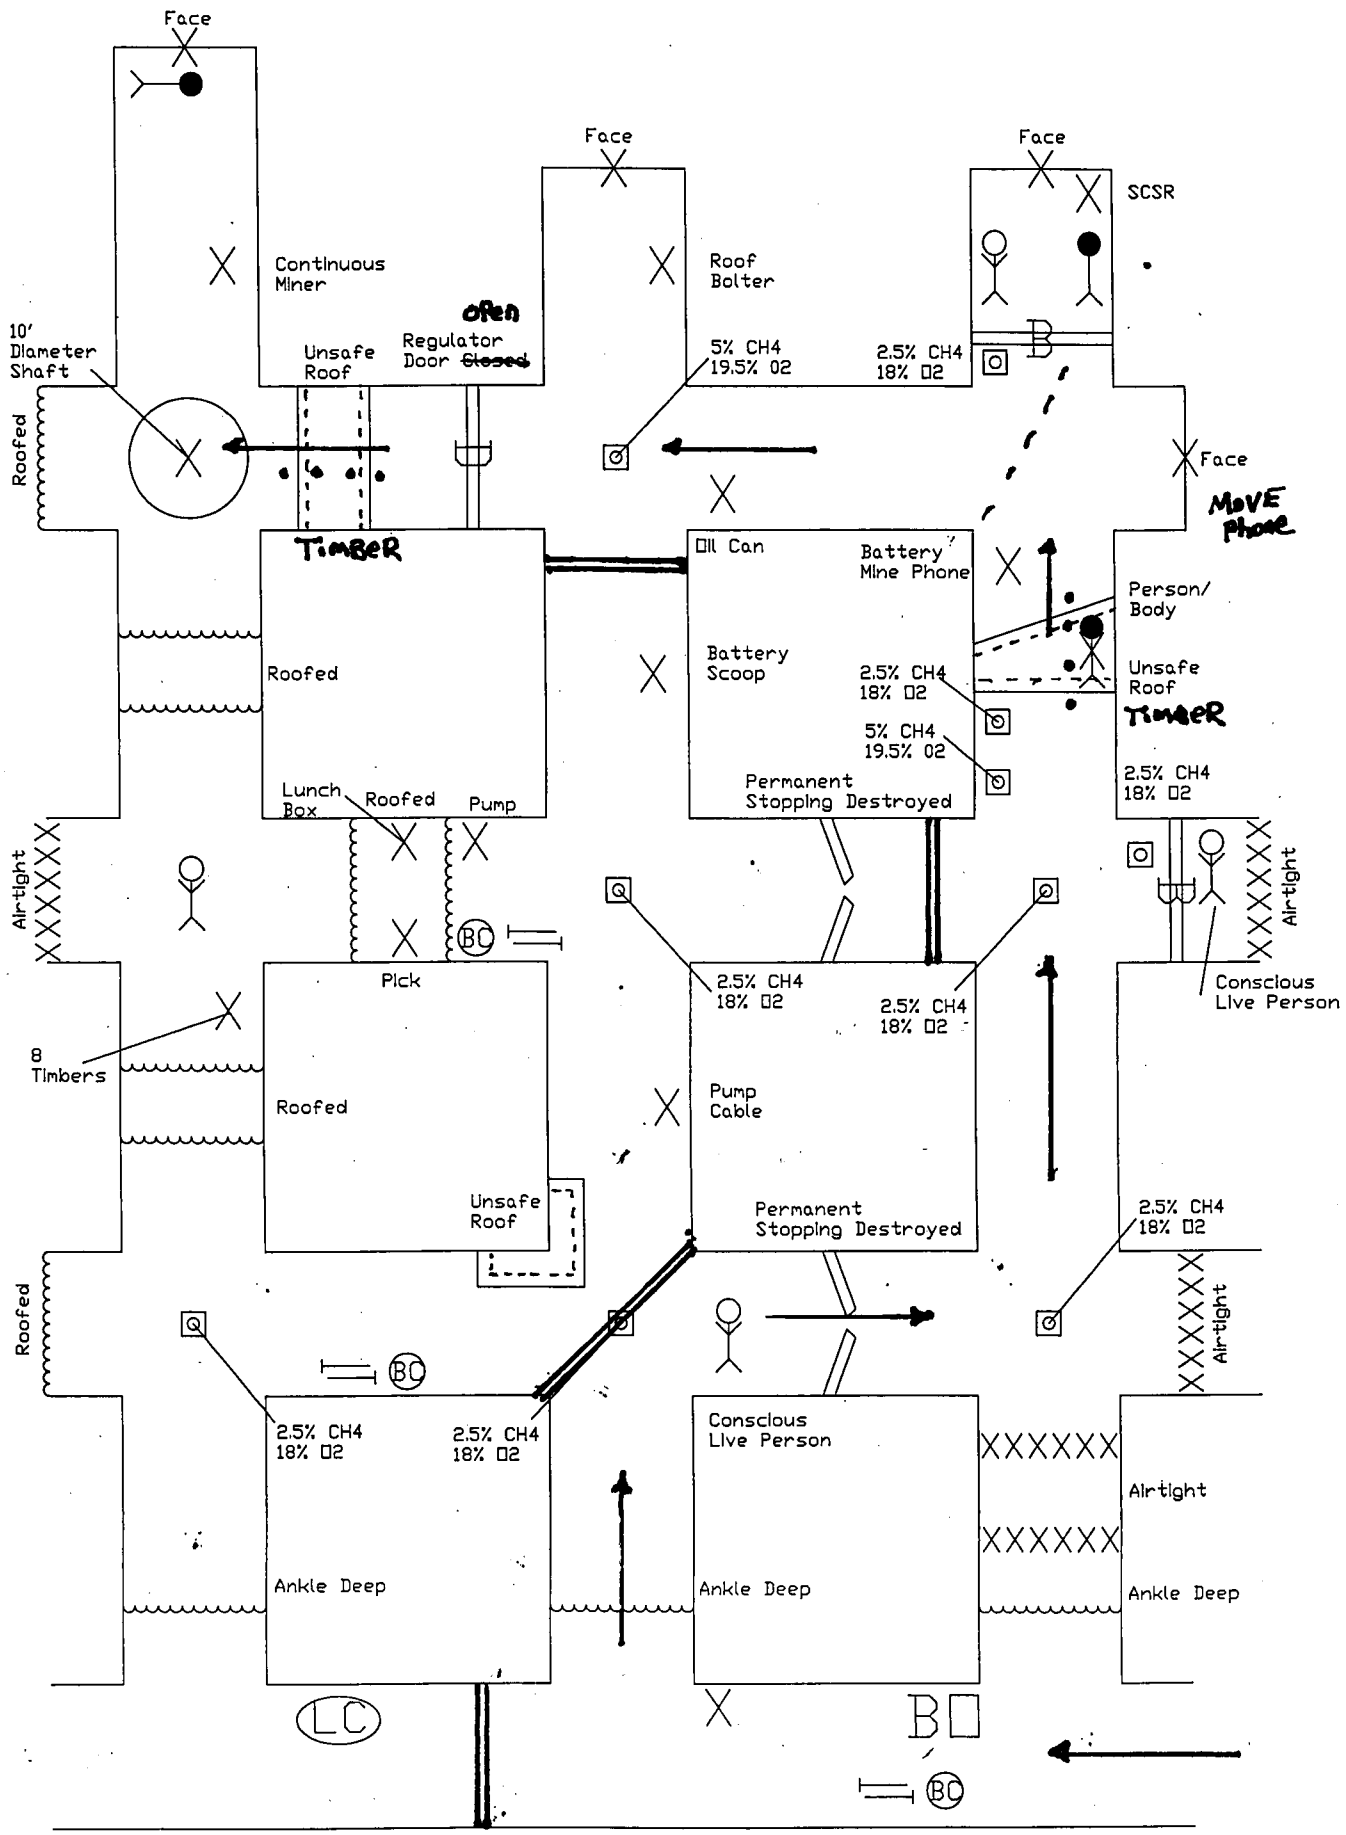 Face
Face
Face
SCSR
Continuous
Miner
Roof
Bolter
open
Regulator
Door Closed
10'
Diameter
Shaft
Unsafe
Roof
5% CH4
19.5% O2
2.5% CH4
18% O2
B
Roofed
Face
MOVE
Phone
TIMBER
Oil Can
Battery
Mine Phone
Person/
Body
Roofed
Battery
Scoop
2.5% CH4
18% O2
Unsafe
Roof
TIMBER
5% CH4
19.5% O2
Lunch
Box
Roofed
Pump
Permanent
Stopping Destroyed
2.5% CH4
18% O2
Airtight
Airtight
BC
Pick
2.5% CH4
18% O2
2.5% CH4
18% O2
Conscious
Live Person
8
Timbers
Roofed
Pump
Cable
Unsafe
Roof
Permanent
Stopping Destroyed
2.5% CH4
18% O2
Roofed
Airtight
BC
2.5% CH4
18% O2
2.5% CH4
18% O2
Conscious
Live Person
Airtight
Ankle Deep
Ankle Deep
Ankle Deep
LC
BO
BC